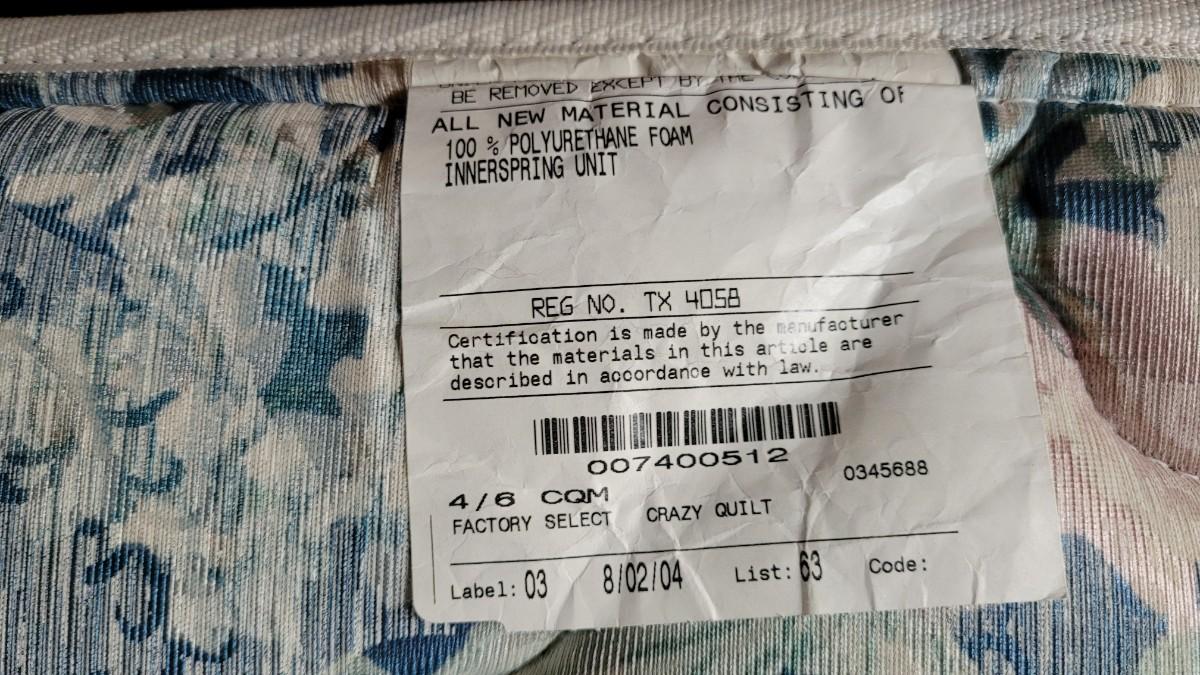 BE REMOVED EXCEPT BY THE
ALL NEW MATERIAL CONSISTING OF
100 % POLYURETHANE FOAM
INNERSPRING UNIT
REG NO. TX 4058
Certification is made by the manufacturer
that the materials in this article are
described in accordance with law.
007400512
0345688
4/6 CQM
FACTORY SELECT CRAZY QUILT
Label: 03 8/02/04 List: 63 Code: